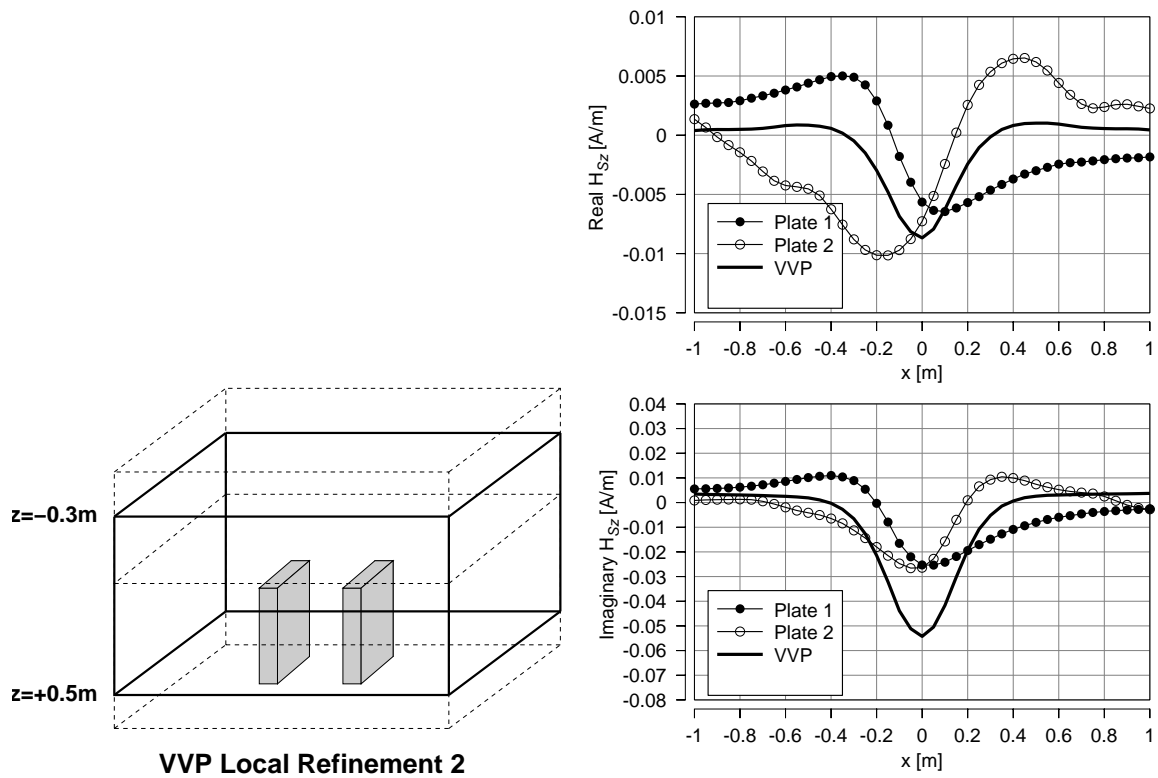 0.01
0.005
0
-0.005
-0.01
-0.015
Real H_Sz [A/m]
Plate 1
Plate 2
VVP
-1 -0.8 -0.6 -0.4 -0.2 0 0.2 0.4 0.6 0.8 1
x [m]
0.04
0.03
0.02
0.01
-0.01
-0.01
-0.02
-0.03
-0.04
-0.05
-0.06
-0.07
-0.08
Imaginary H_Sz [A/m]
Plate 1
Plate 2
VVP
-1 -0.8 -0.6 -0.4 -0.2 0 0.2 0.4 0.6 0.8 1
x [m]
z=−0.3m
z=+0.5m
VVP Local Refinement 2